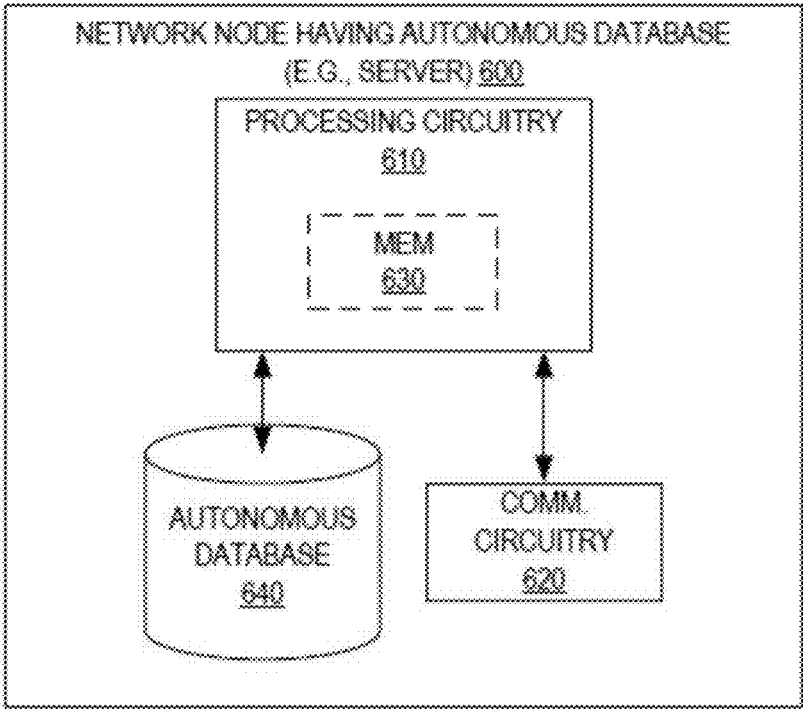 NETWORK NODE HAVING AUTONOMOUS DATABASE
(E.G., SERVER) 600
PROCESSING CIRCUITRY
610
MEM
630
AUTONOMOUS
DATABASE
640
COMM.
CIRCUITRY
620